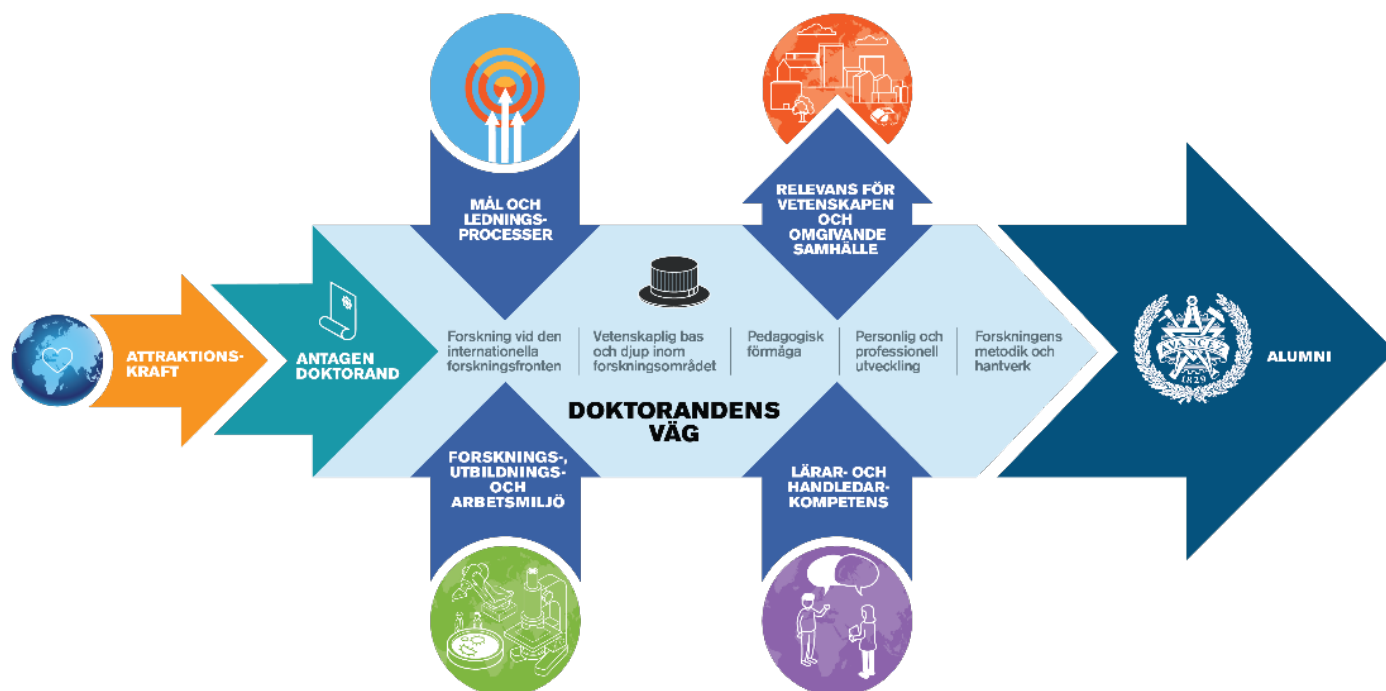 MÅL OCH
LEDNINGS-
PROCESSER
RELEVANS FÖR
VETENSKAPEN
OCH
OMGIVANDE
SAMHÄLLE
ATTRAKTIONS-
KRAFT
ANTAGEN
DOKTORAND
Forskning vid den
internationella
forskningsfronten
Vetenskaplig bas
och djup inom
forskningsområdet
Pedagogisk
förmåga
Personlig och
professionell
utveckling
Forskningens
metodik och
hantverk
DOKTORANDENS
VÄG
AVANCEZ
1829
ALUMNI
FORSKNINGS-,
UTBILDNINGS-
OCH
ARBETSMILJÖ
LÄRAR- OCH
HANDLEDAR-
KOMPETENS